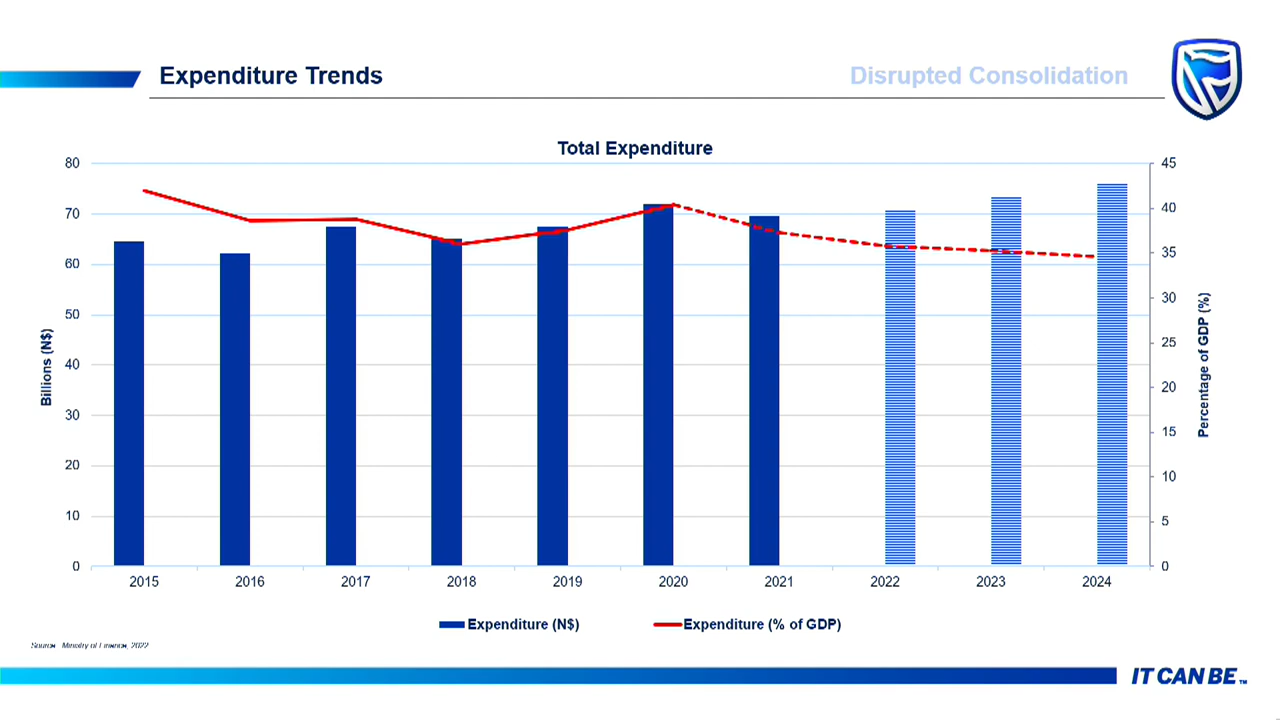 Expenditure Trends
Disrupted Consolidation
Total Expenditure
80
70
60
50
40
30
20
10
0
Billions (N$)
45
40
35
30
25
20
15
10
5
0
Percentage of GDP (%)
2015 2016 2017 2018 2019 2020 2021 2022 2023 2024
Expenditure (N$) Expenditure (% of GDP)
Source: Ministry of Finance, 2022
IT CAN BE™